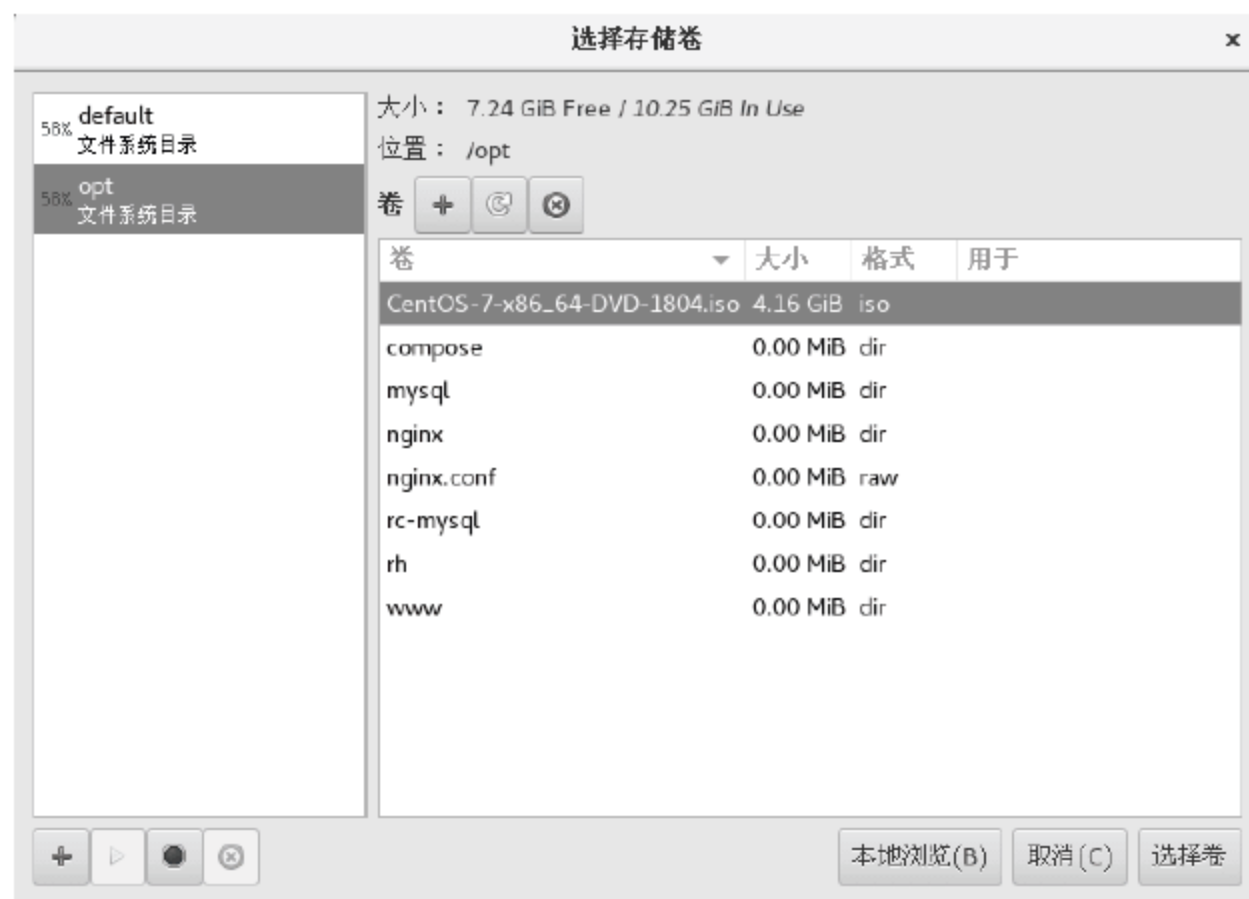 选择存储卷 x
58% default
文件系统目录
58% opt
文件系统目录
大小： 7.24 GiB Free / 10.25 GiB In Use
位置： /opt
卷
卷 大小 格式 用于
CentOS-7-x86_64-DVD-1804.iso 4.16 GiB iso
compose 0.00 MiB dir
mysql 0.00 MiB dir
nginx 0.00 MiB dir
nginx.conf 0.00 MiB raw
rc-mysql 0.00 MiB dir
rh 0.00 MiB dir
www 0.00 MiB dir
本地浏览(B) 取消(C) 选择卷